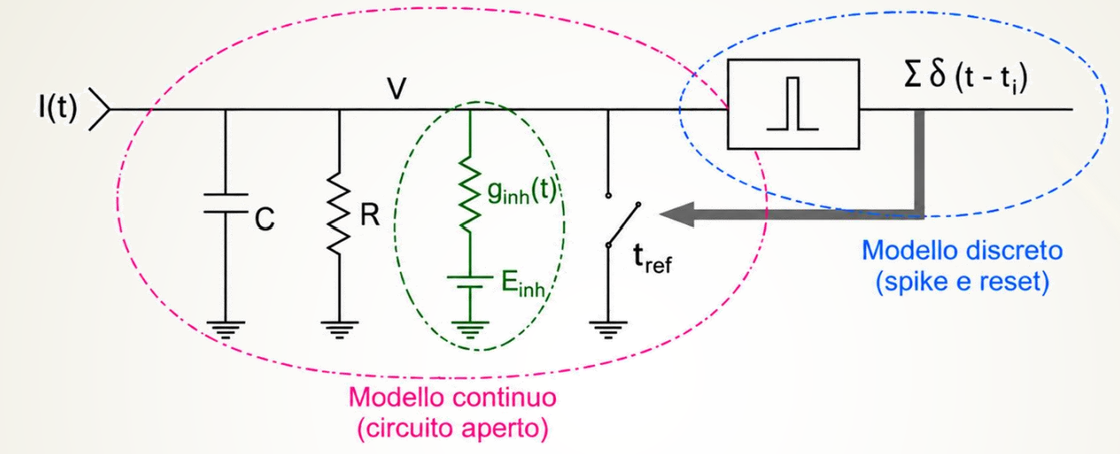 I(t)
V
Σ δ (t - tᵢ)
C
R
gᵢₙₕ(t)
Eᵢₙₕ
t_ref
Modello discreto
(spike e reset)
Modello continuo
(circuito aperto)